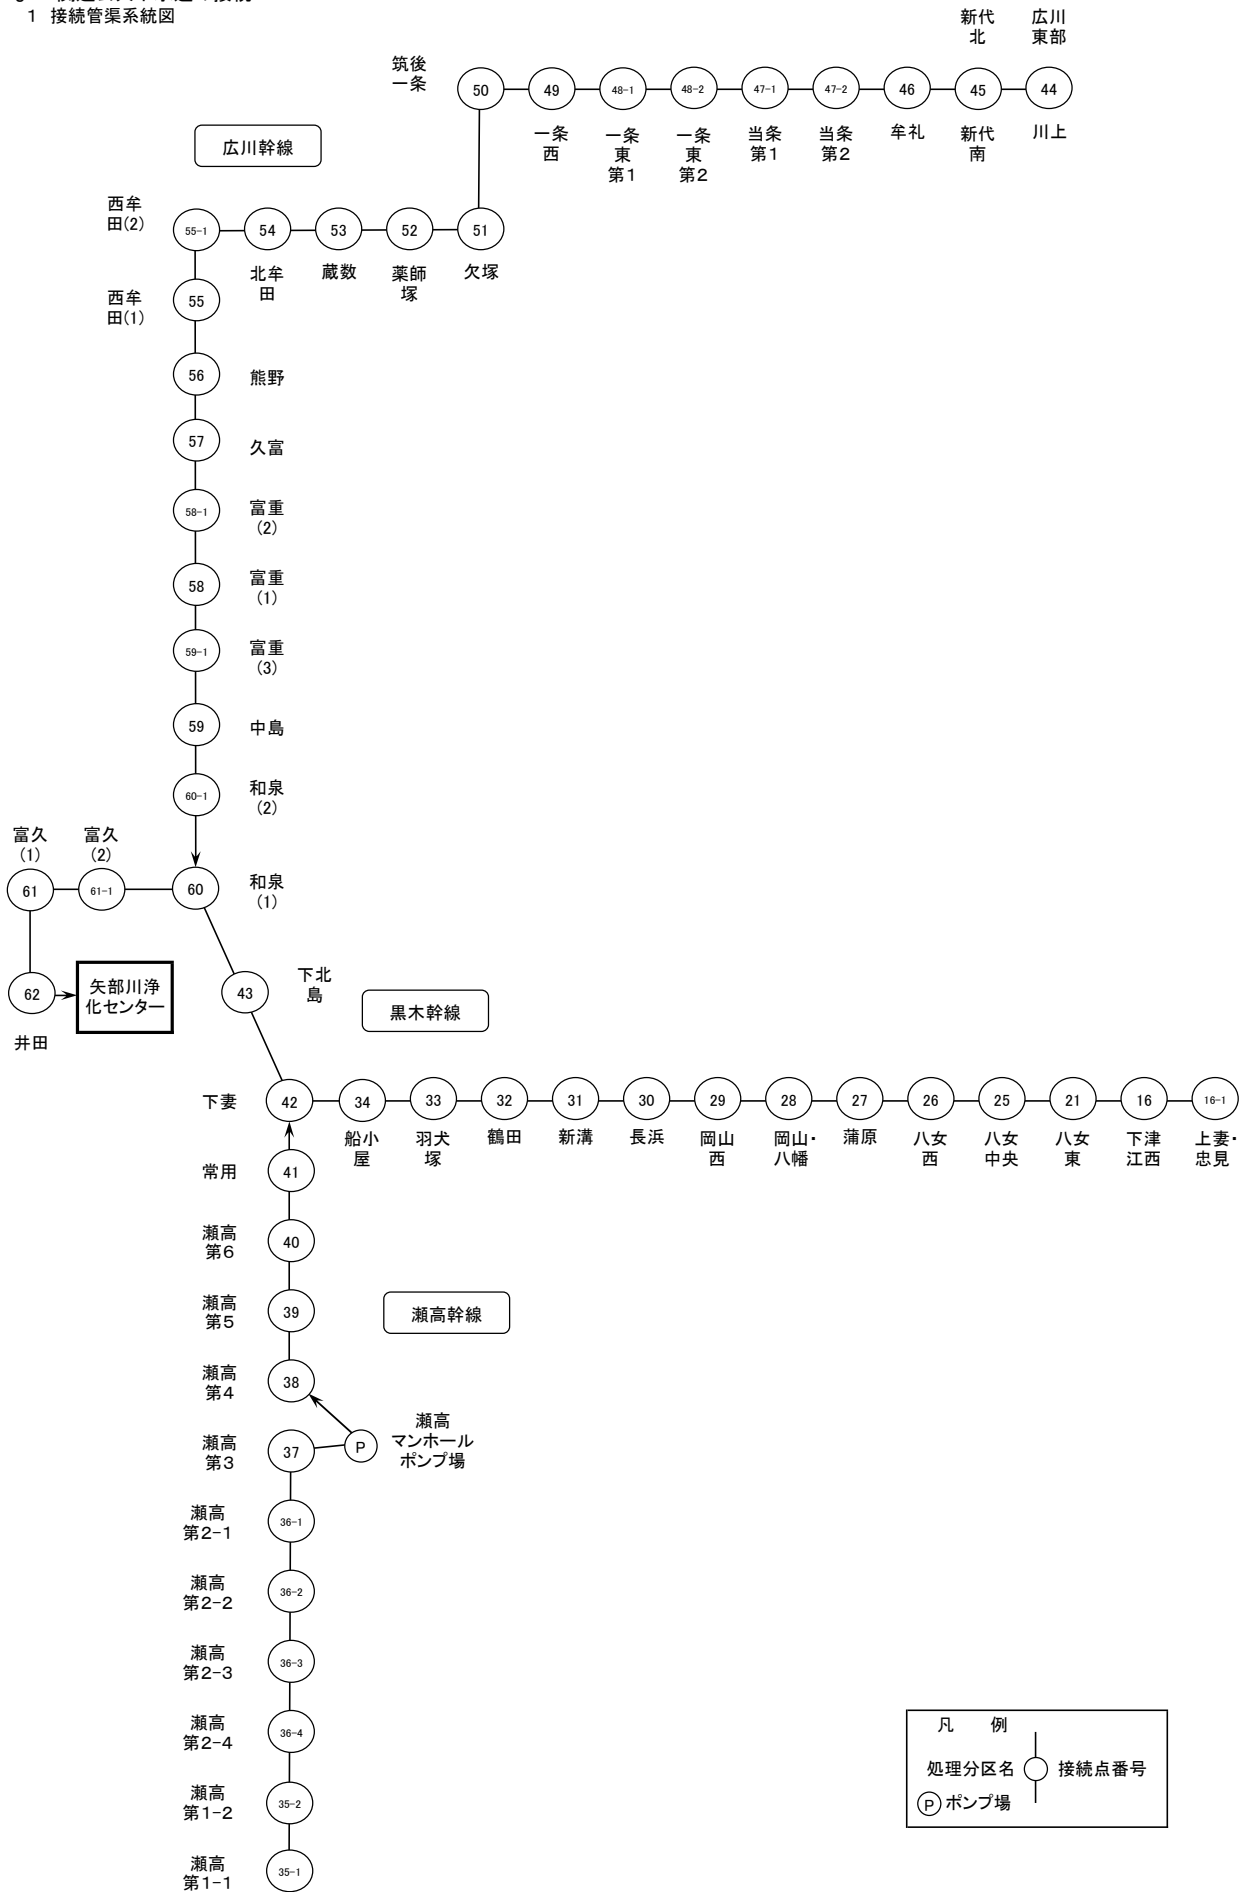 1 接続管渠系統図
新代
北
広川
東部
筑後
一条
50
49
48-1
48-2
47-1
47-2
46
45
44
一条
西
一条
東
第1
一条
東
第2
当条
第1
当条
第2
牟礼
新代
南
川上
広川幹線
西牟
田(2)
55-1
54
53
52
51
北牟
田
蔵数
薬師
塚
欠塚
西牟
田(1)
55
56
熊野
57
久富
58-1
富重
(2)
58
富重
(1)
59-1
富重
(3)
59
中島
60-1
和泉
(2)
富久
(1)
富久
(2)
61
61-1
60
和泉
(1)
62
矢部川浄
化センター
井田
43
下北
島
黒木幹線
下妻
42
34
33
32
31
30
29
28
27
26
25
21
16
16-1
船小
屋
羽犬
塚
鶴田
新溝
長浜
岡山
西
岡山・
八幡
蒲原
八女
西
八女
中央
八女
東
下津
江西
上妻・
忠見
常用
41
瀬高
第6
40
瀬高
第5
39
瀬高幹線
瀬高
第4
38
瀬高
第3
37
P
瀬高
マンホール
ポンプ場
瀬高
第2-1
36-1
瀬高
第2-2
36-2
瀬高
第2-3
36-3
瀬高
第2-4
36-4
瀬高
第1-2
35-2
瀬高
第1-1
35-1
凡 例
処理分区名 接続点番号
P ポンプ場